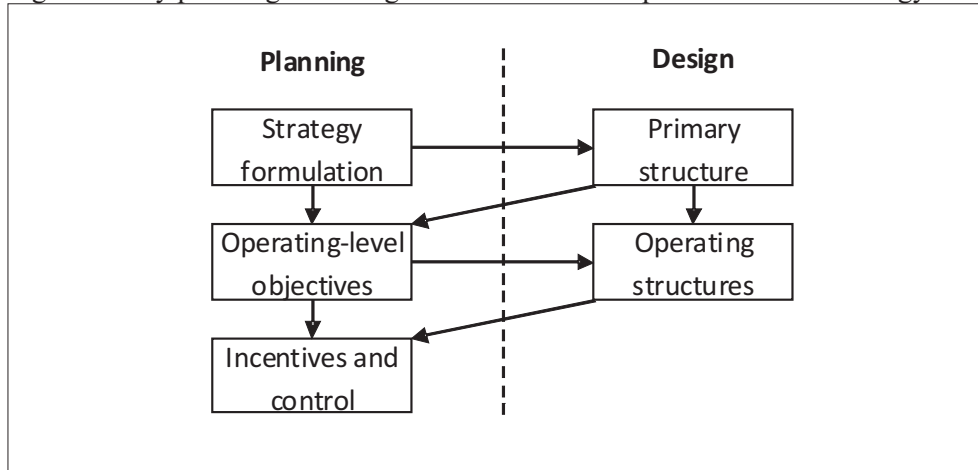 Planning
Design
Strategy
formulation
Primary
structure
Operating-level
objectives
Operating
structures
Incentives and
control